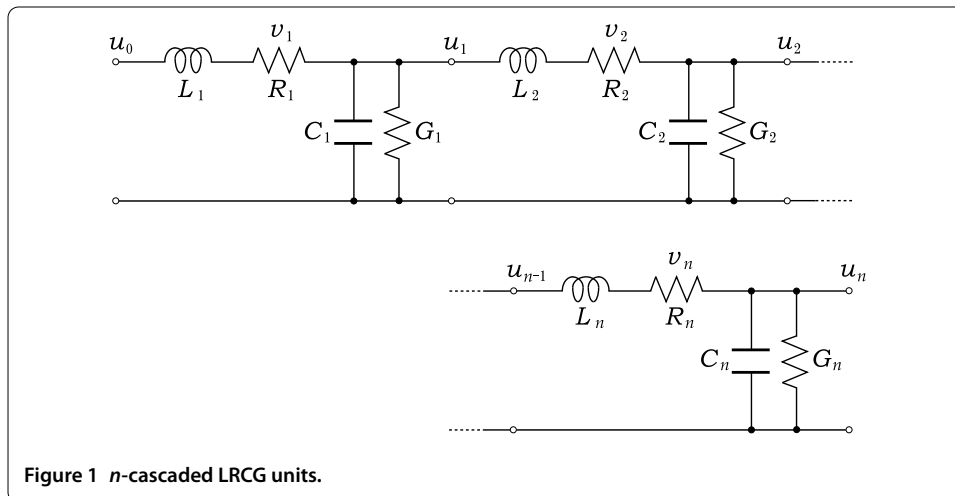 u₀ v₁ u₁ v₂ u₂
L₁ R₁ L₂ R₂
C₁ G₁ C₂ G₂
uₙ₋₁ vₙ uₙ
Lₙ Rₙ
Cₙ Gₙ
Figure 1 n-cascaded LRCG units.